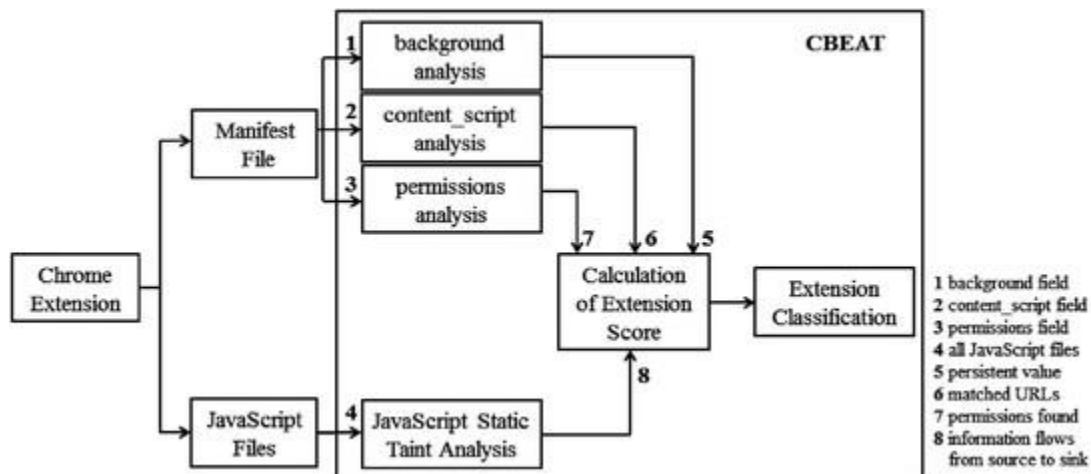 CBEAT
1
background
analysis
2
content_script
analysis
3
permissions
analysis
Manifest
File
7
6
5
Chrome
Extension
Calculation
of Extension
Score
Extension
Classification
8
JavaScript
Files
4
JavaScript Static
Taint Analysis
1 background field
2 content_script field
3 permissions field
4 all JavaScript files
5 persistent value
6 matched URLs
7 permissions found
8 information flows
from source to sink